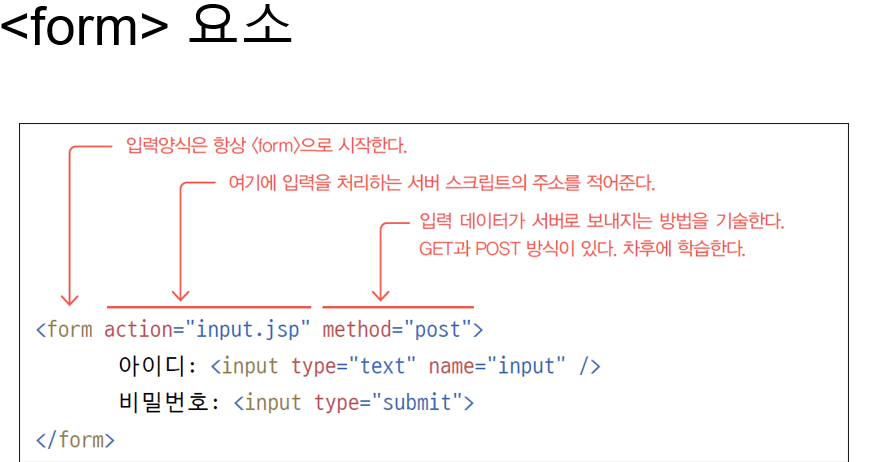 <form> 요소
입력양식은 항상 <form>으로 시작한다.
여기에 입력을 처리하는 서버 스크립트의 주소를 적어준다.
입력 데이터가 서버로 보내지는 방법을 기술한다.
GET과 POST 방식이 있다. 차후에 학습한다.
<form action="input.jsp" method="post">
아이디: <input type="text" name="input" />
비밀번호: <input type="submit">
</form>